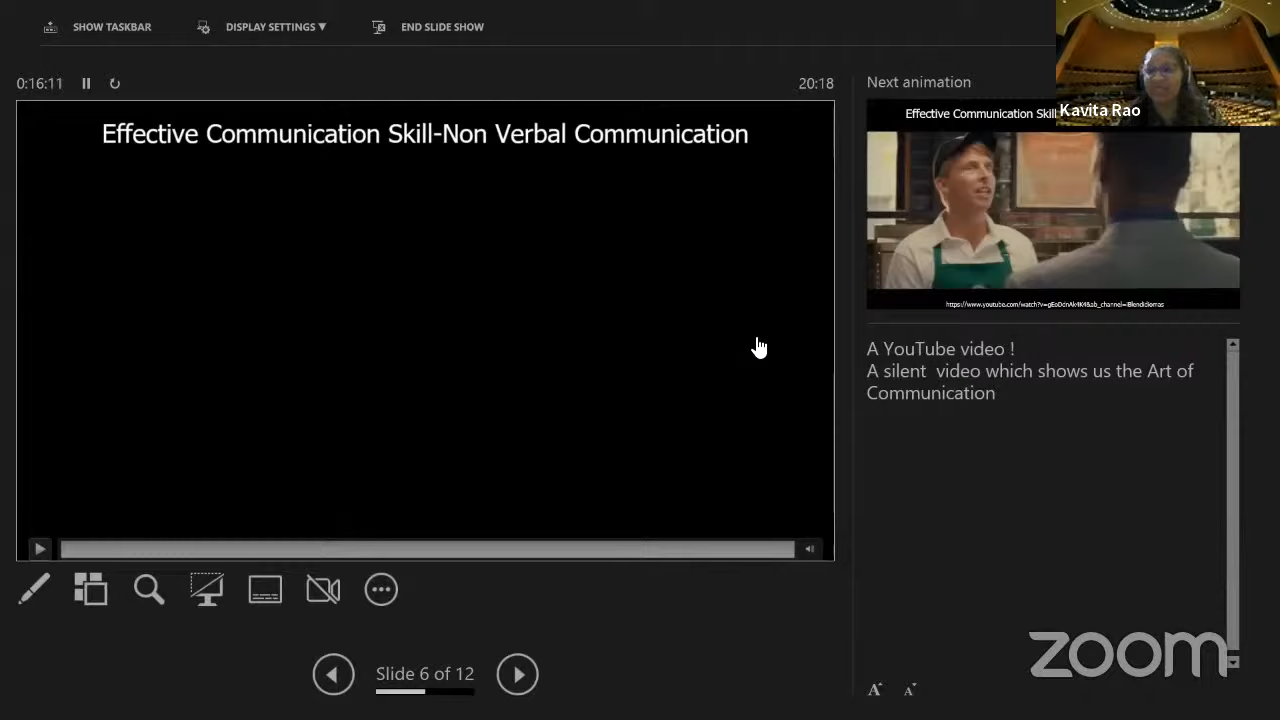 SHOW TASKBAR
DISPLAY SETTINGS ▼
END SLIDE SHOW
0:16:11
20:18
Effective Communication Skill-Non Verbal Communication
Next animation
Kavita Rao
Effective Communication Skill
A YouTube video !
A silent video which shows us the Art of
Communication
Slide 6 of 12
A A
zoom